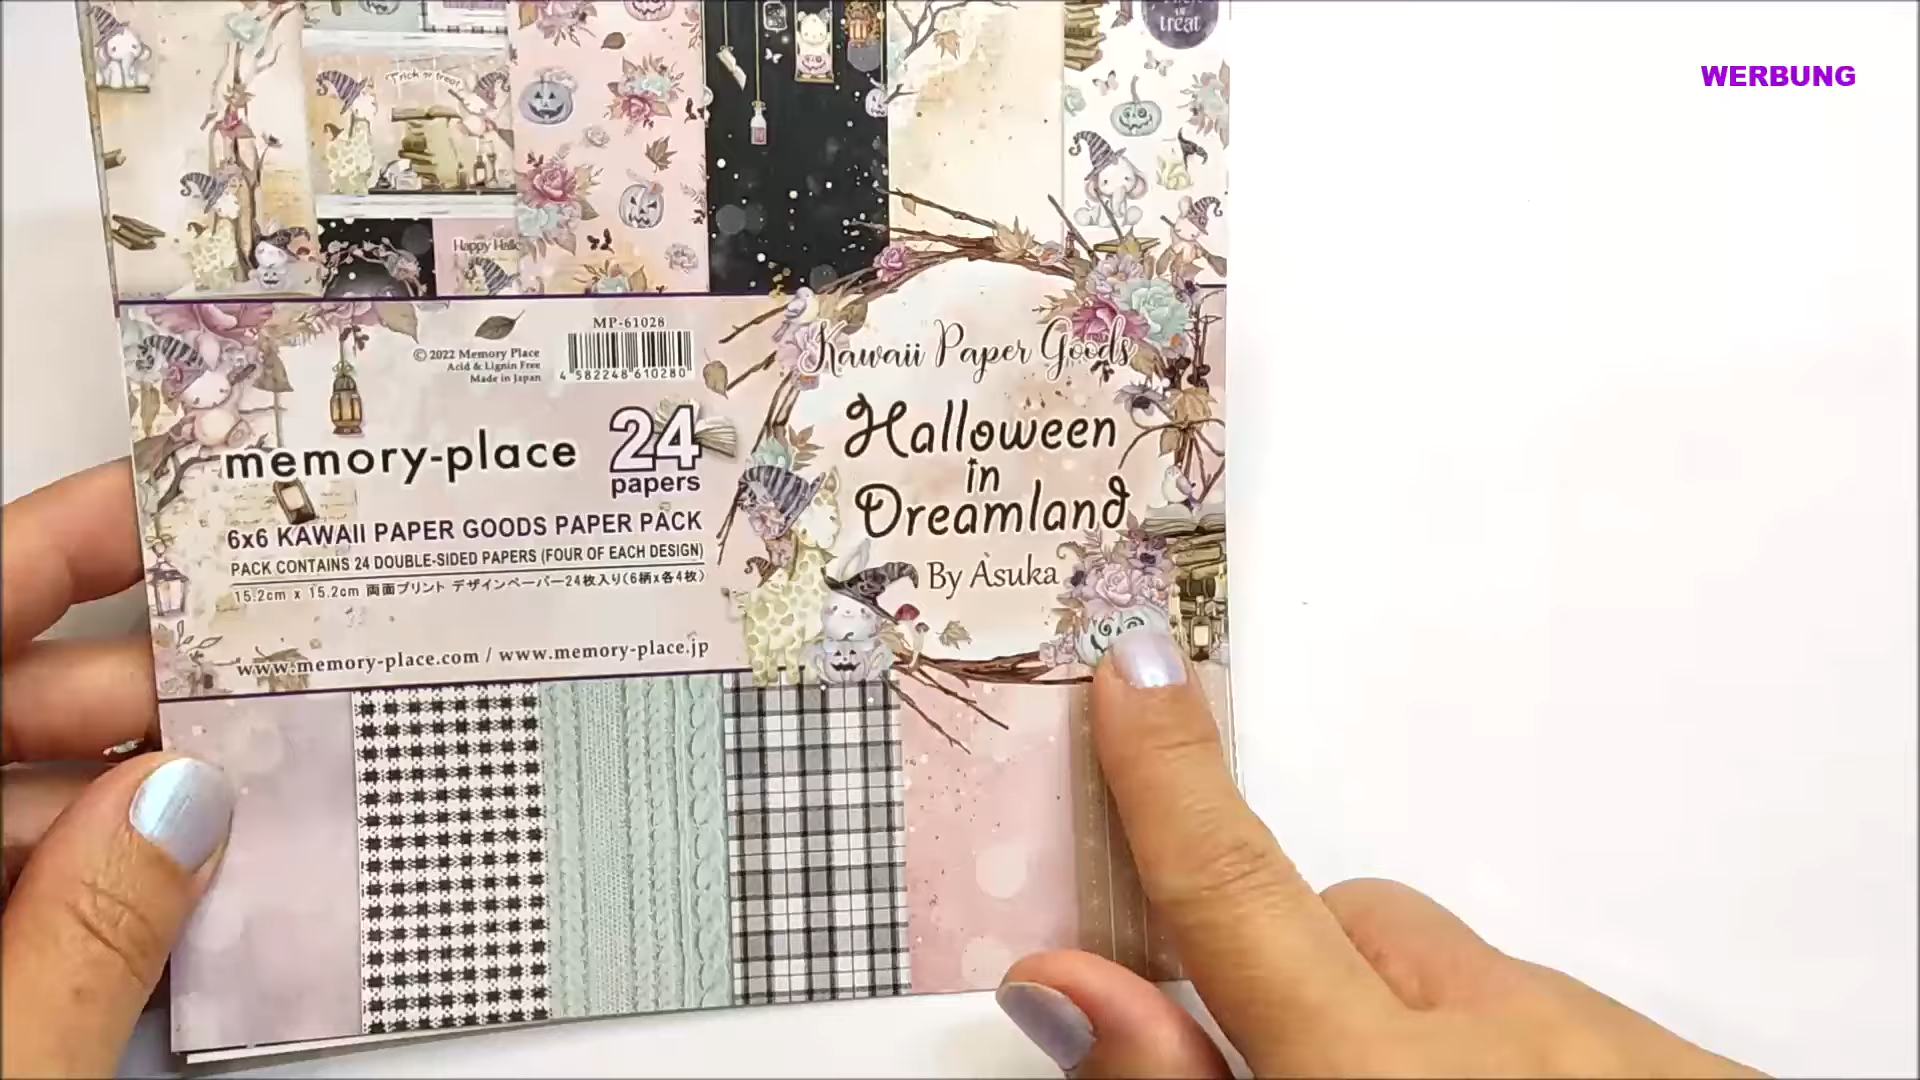 treat
WERBUNG
Trick or treat
Happy Hall
MP-61028
© 2022 Memory Place
Acid & Lignin Free
Made in Japan
4 582248 610280
memory-place
24
papers
6x6 KAWAII PAPER GOODS PAPER PACK
PACK CONTAINS 24 DOUBLE-SIDED PAPERS (FOUR OF EACH DESIGN)
15.2cm x 15.2cm 両面プリント デザインペーパー24枚入り(6柄x各4枚)
www.memory-place.com / www.memory-place.jp
Kawaii Paper Goods
Halloween
in
Dreamland
By Asuka